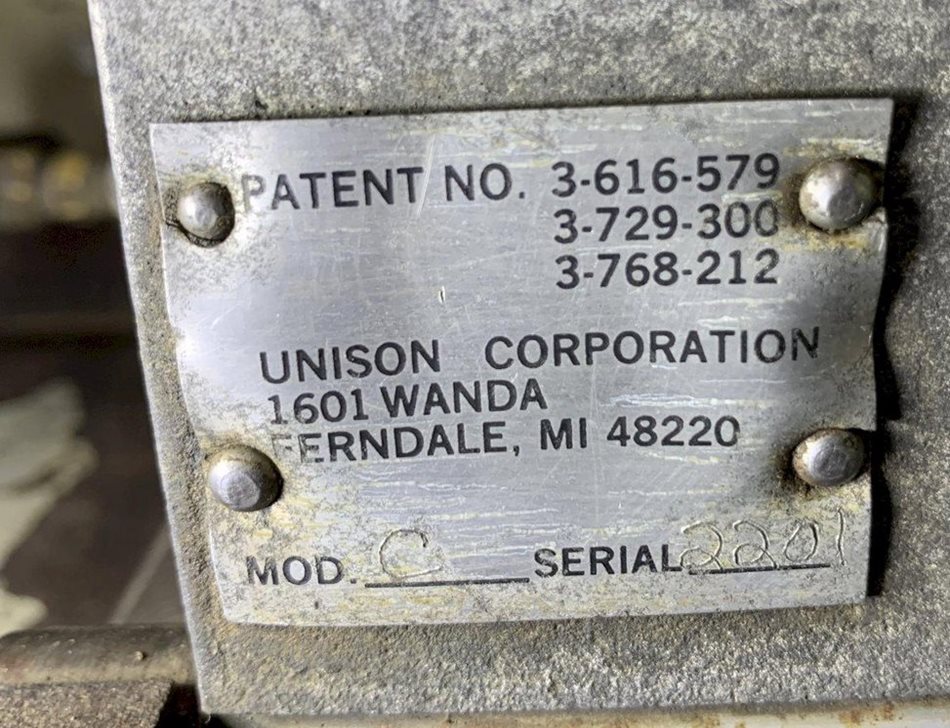 PATENT NO. 3-616-579
3-729-300
3-768-212
UNISON CORPORATION
1601 WANDA
FERNDALE, MI 48220
MOD. C SERIAL 2201